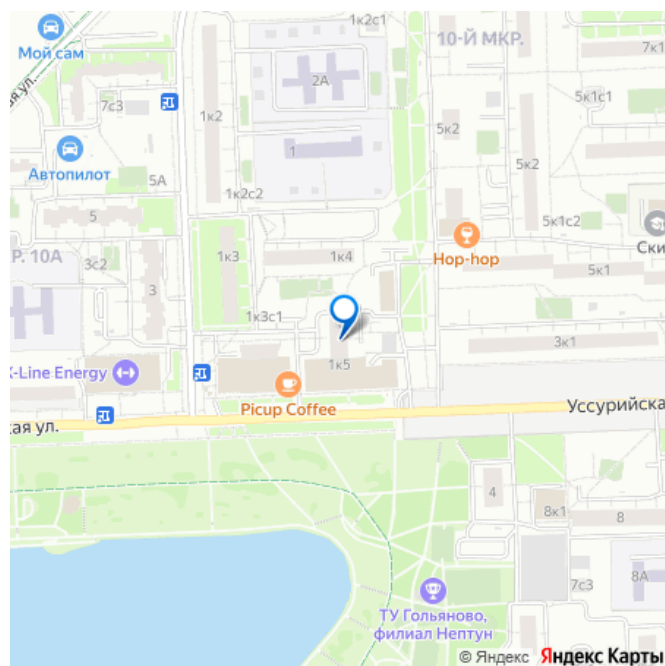 1к2с1
Мой сам
10-Й МКР.
7к1
ая ул.
2А
7с3
1к2
5к1с1
5к2
Автопилот
1
5к2
5А
1к2с2
5
5к1с2
Hop-hop
Ски
Р. 10А
1к3
1к4
3с2
5к1
3
1к3с1
3к1
X-Line Energy
1к5
Picup Coffee
Уссурийска
кая ул.
4
8к1
8
8А
7с3
ТУ Гольяново,
филиал Нептун
© Яндекс Яндекс Карты